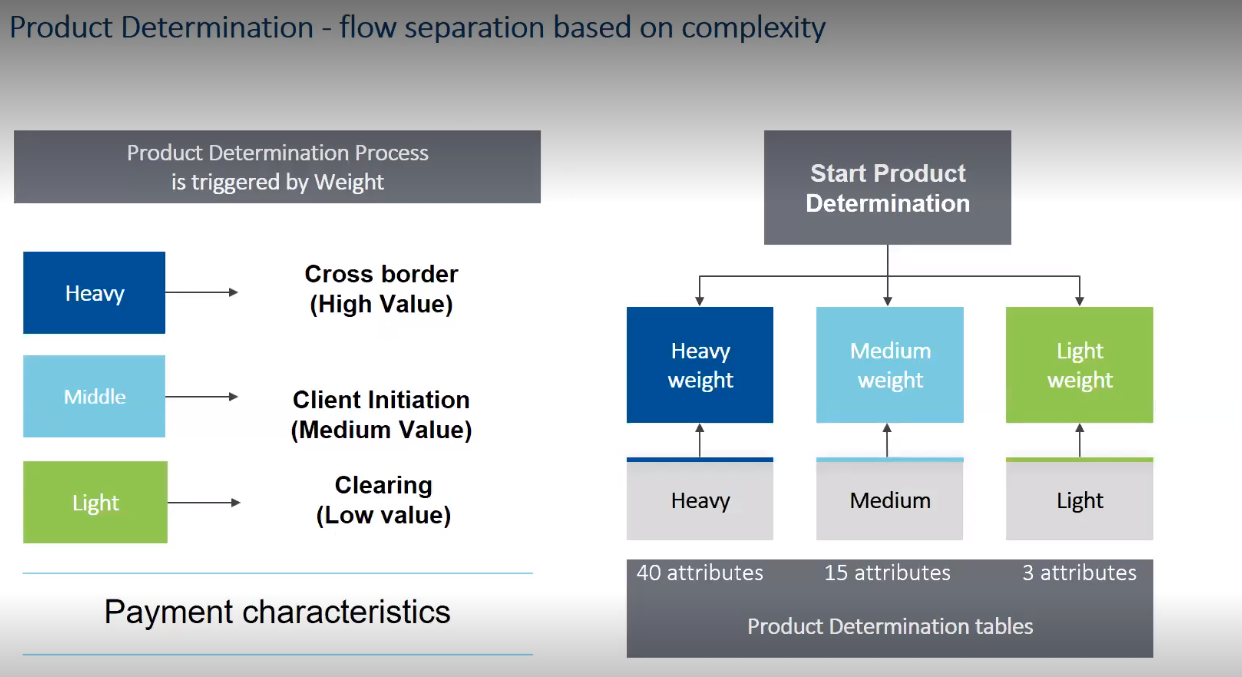 Product Determination - flow separation based on complexity
Product Determination Process
is triggered by Weight
Heavy
Cross border
(High Value)
Middle
Client Initiation
(Medium Value)
Light
Clearing
(Low value)
Payment characteristics
Start Product
Determination
Heavy
weight
Medium
weight
Light
weight
Heavy
Medium
Light
40 attributes
15 attributes
3 attributes
Product Determination tables